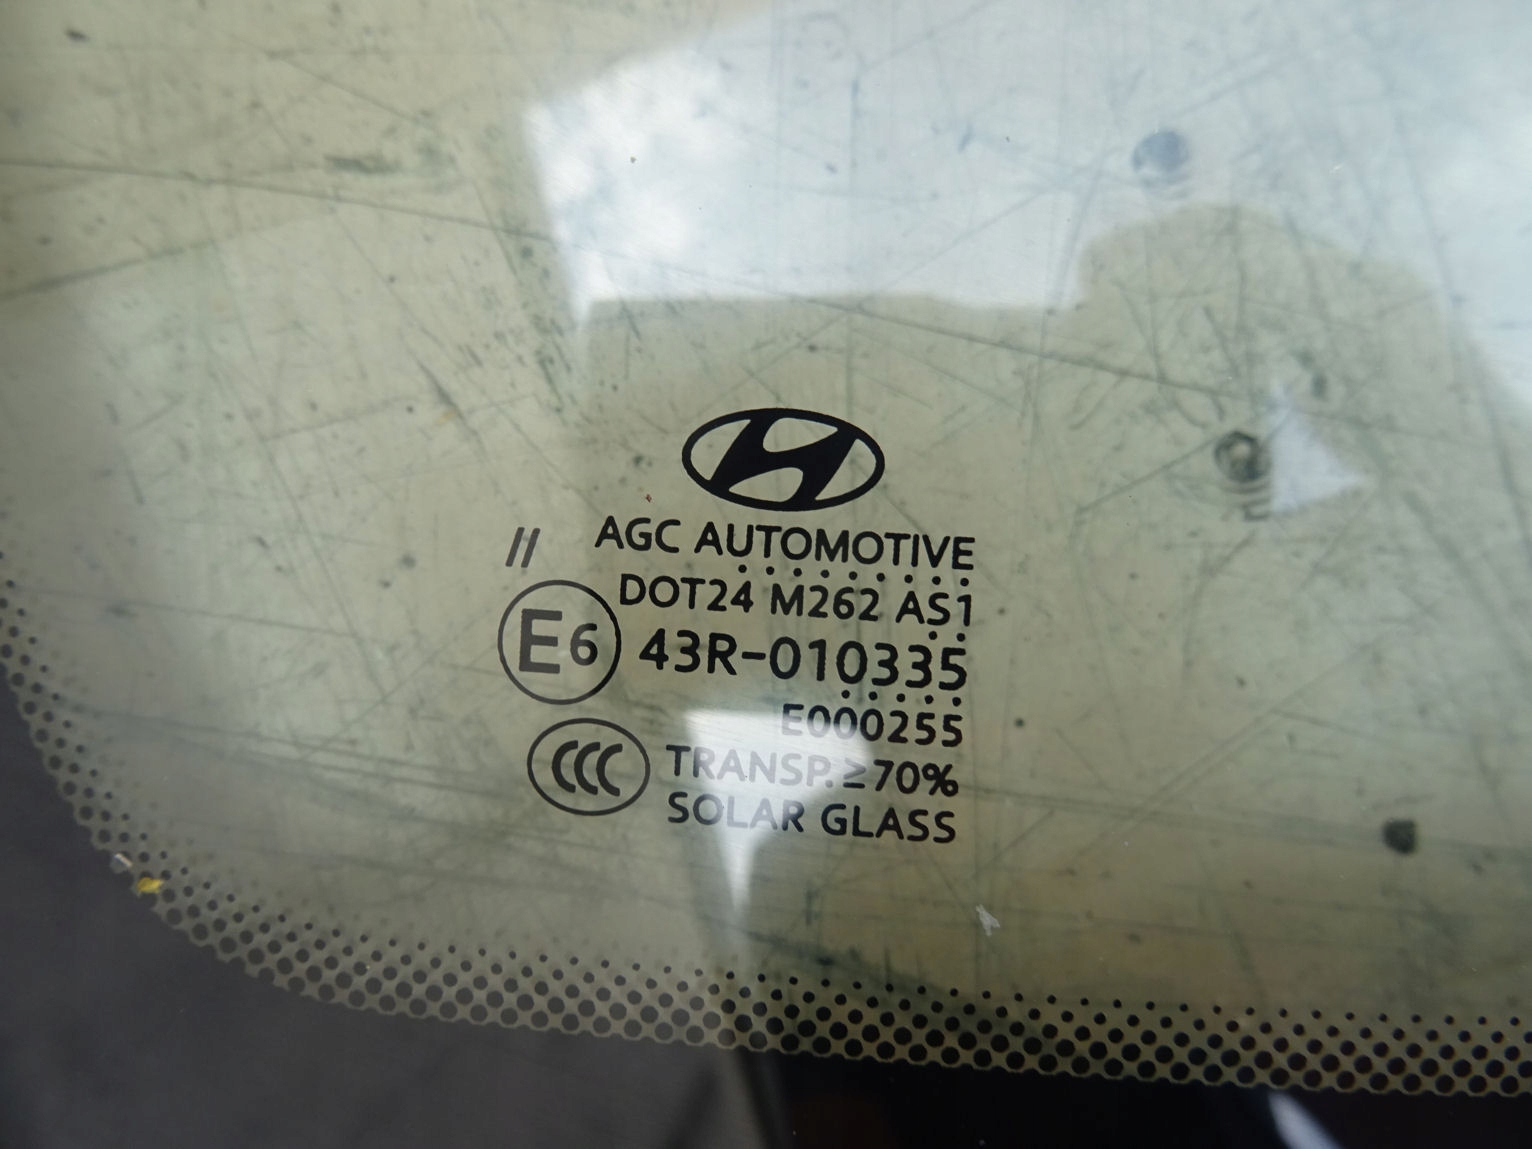 AGC AUTOMOTIVE
//
DOT24 M262 AS1
E6 43R-010335
E000255
CCC TRANSP.≥70%
SOLAR GLASS